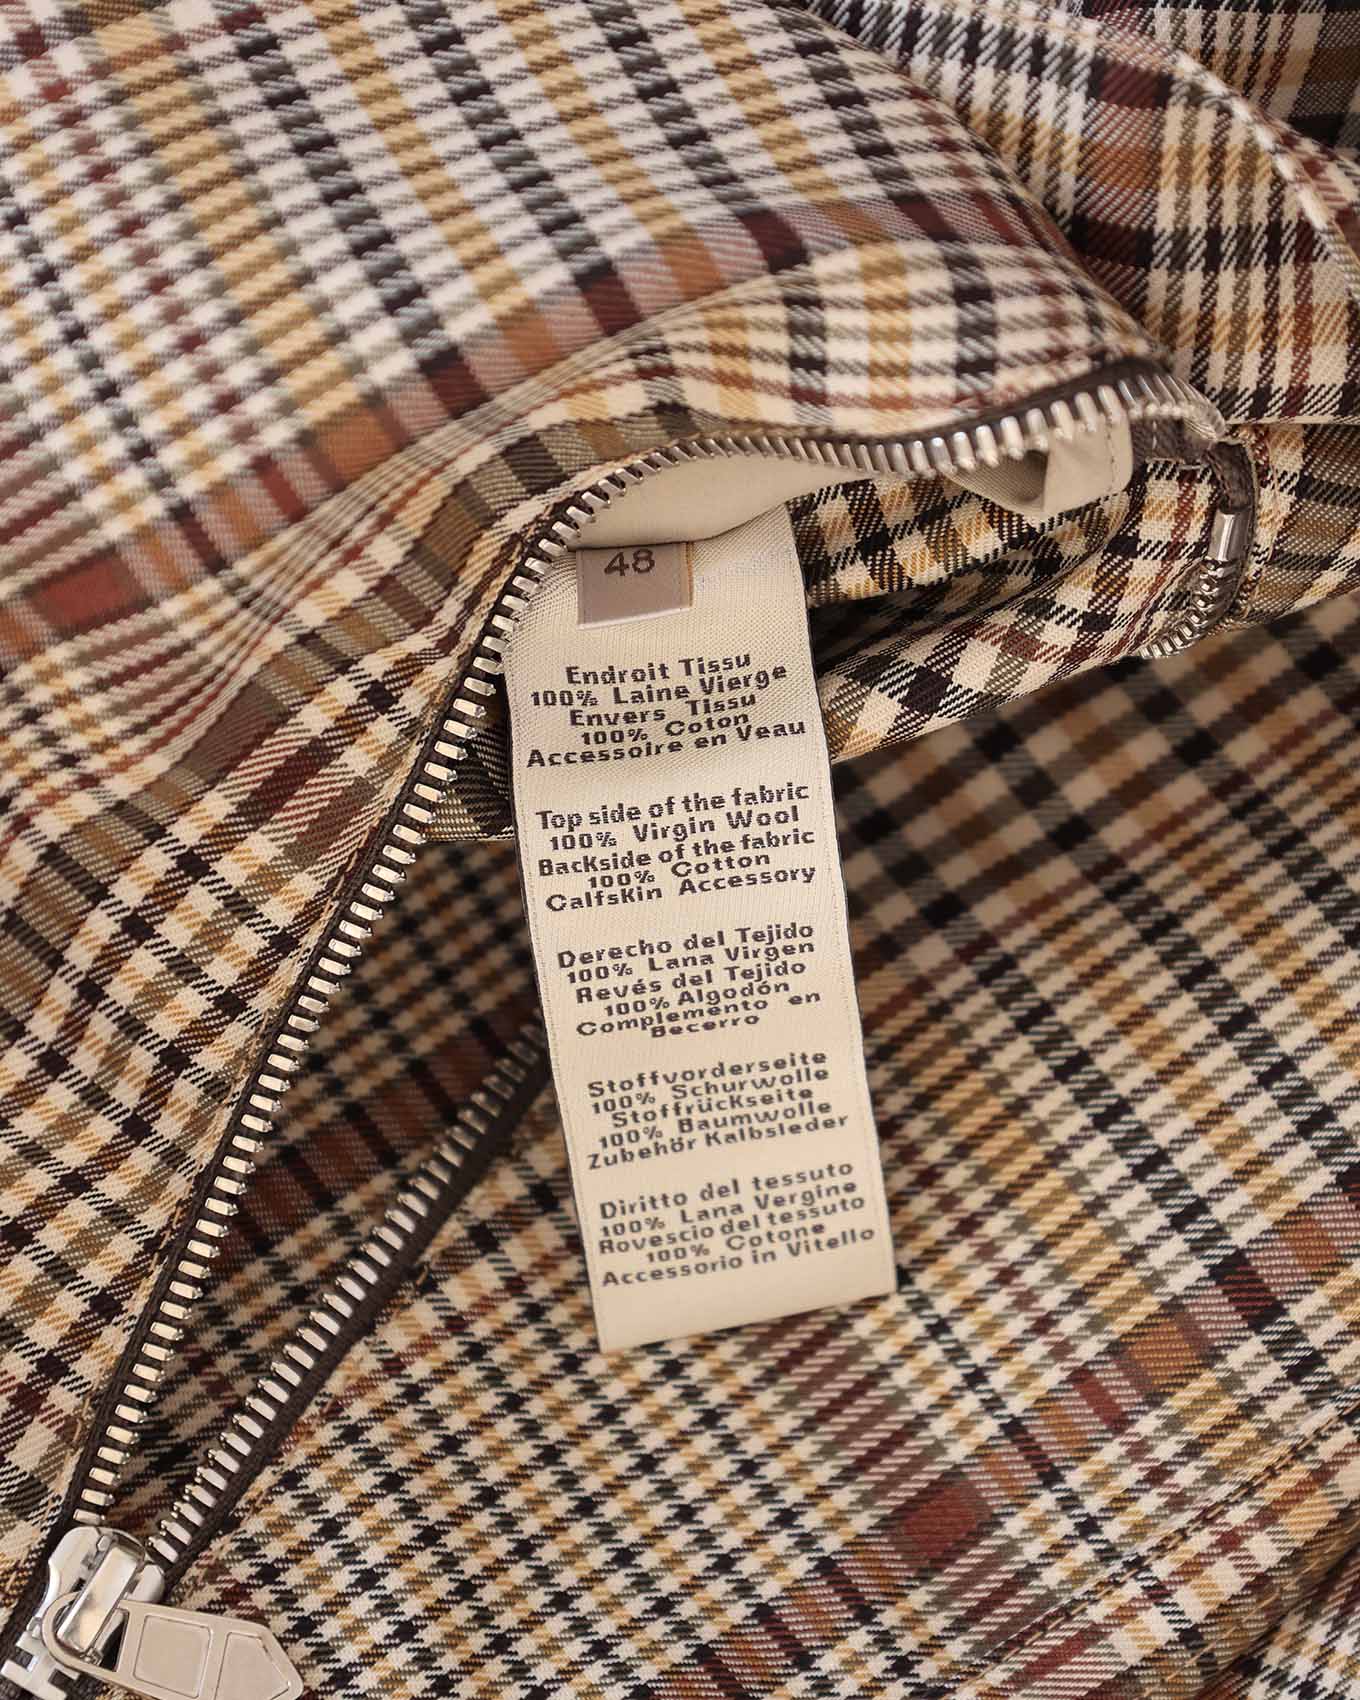 48
Endroit Tissu
100% Laine Vierge
Envers Tissu
100% Coton
Accessoire en Veau
Top side of the fabric
100% Virgin Wool
Backside of the fabric
100% Cotton
CalfsKin Accessory
Derecho del Tejido
100% Lana Virgen
Revés del Tejido
100% Algodón
Complemento en
Becerro
Stoffvorderseite
100% Schurwolle
Stoffrückseite
100% Baumwolle
Zubehör Kalbsleder
Diritto del tessuto
100% Lana Vergine
Rovescio del tessuto
100% Cotone
Accessorio in Vitello